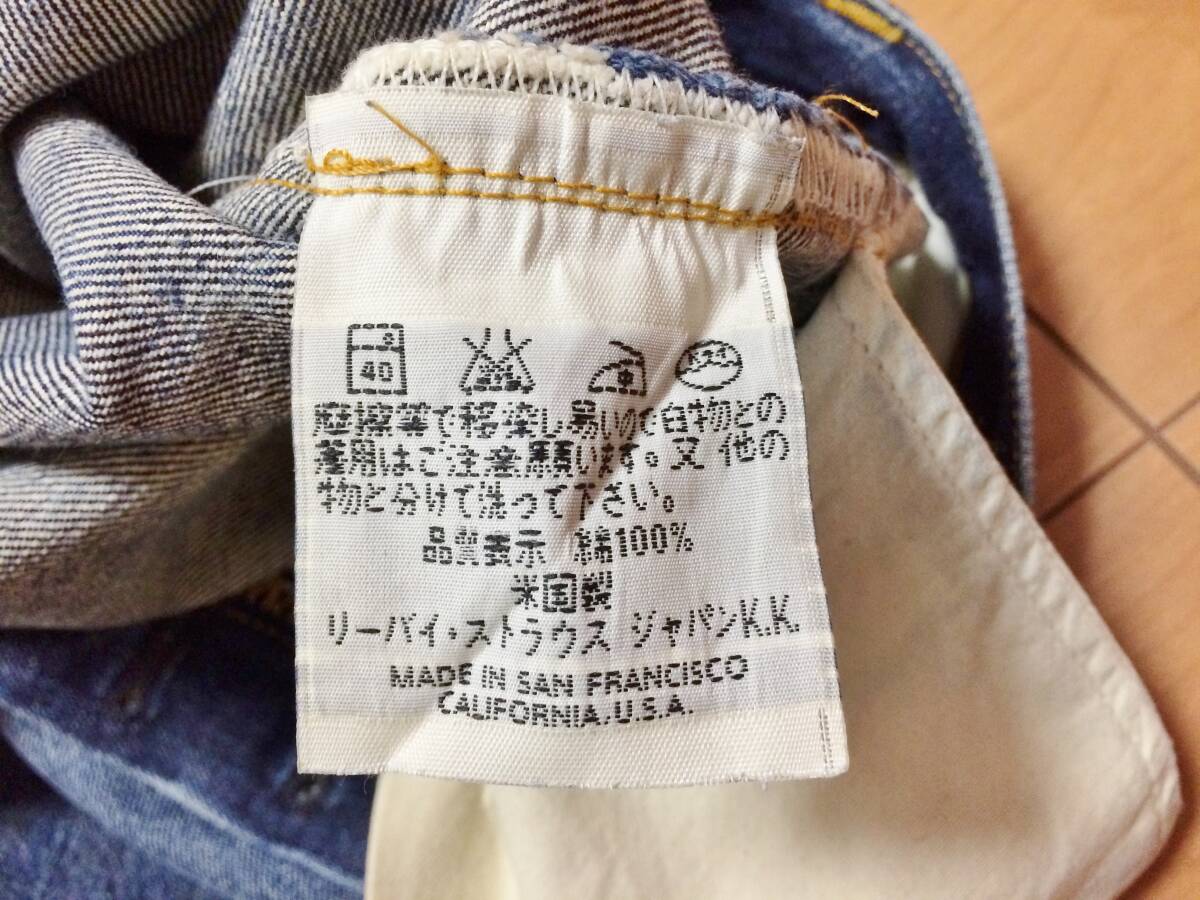 40
摩擦等で移染し易いので白物との
着用はご注意願います。又 他の
物と分けて洗って下さい。
品質表示 綿100%
米国製
リーバイ・ストラウス ジャパンK.K.
MADE IN SAN FRANCISCO
CALIFORNIA, U.S.A.